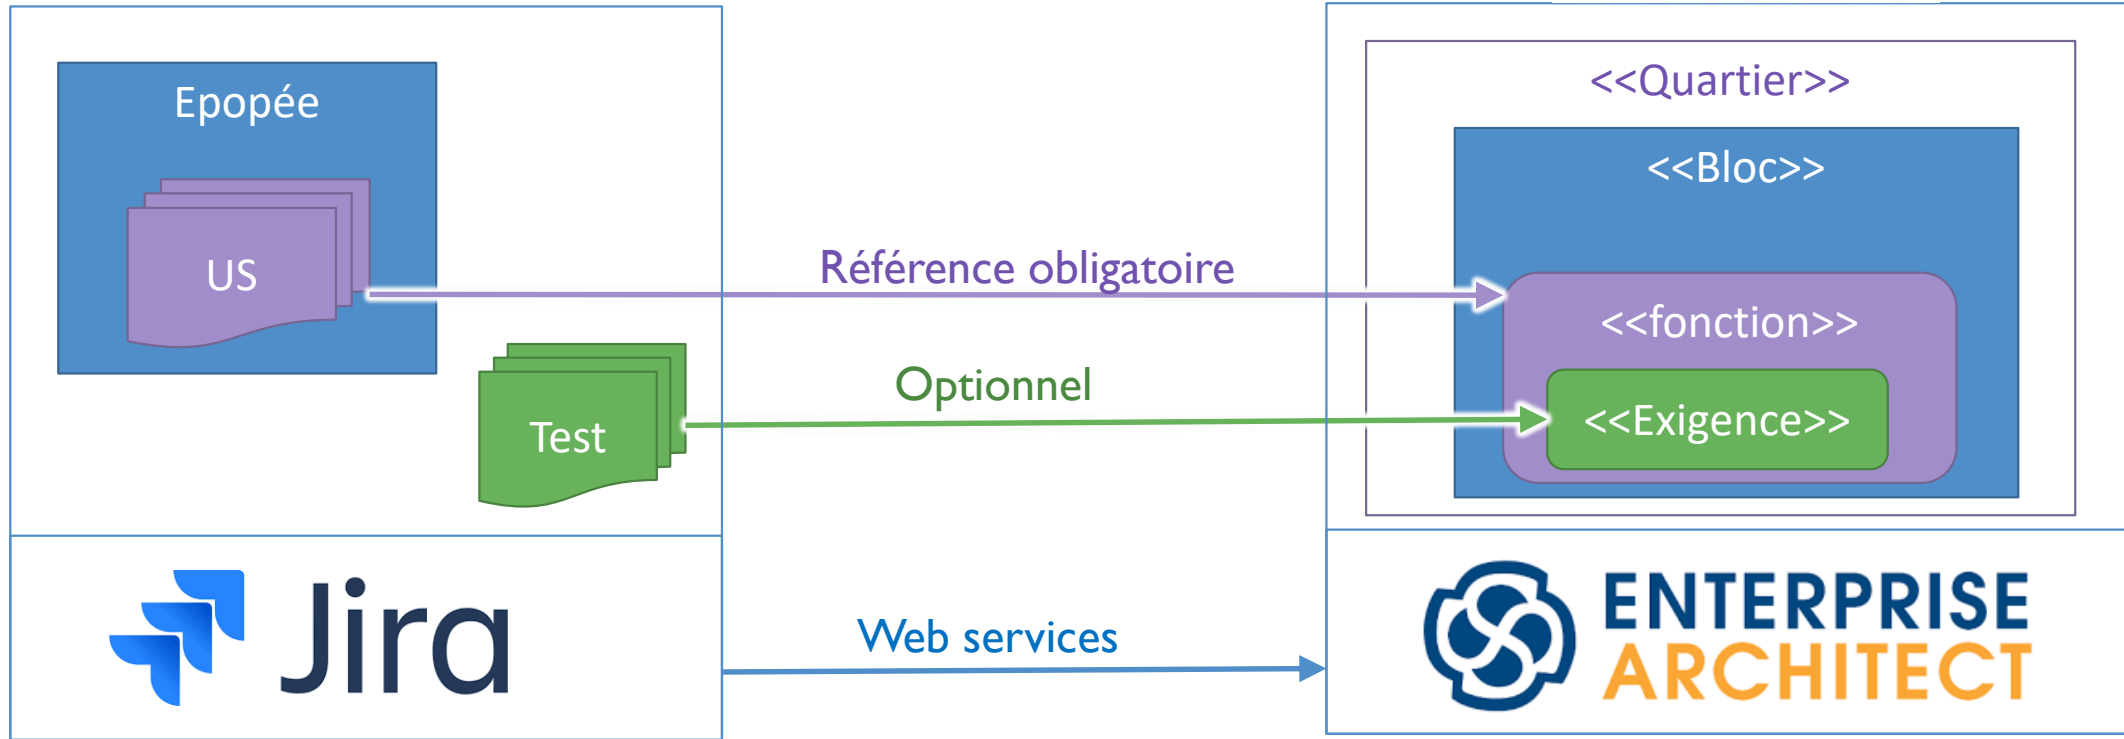 Epopée
US
Test
Jira
Référence obligatoire
Optionnel
Web services
<<Quartier>>
<<Bloc>>
<<fonction>>
<<Exigence>>
ENTERPRISE
ARCHITECT